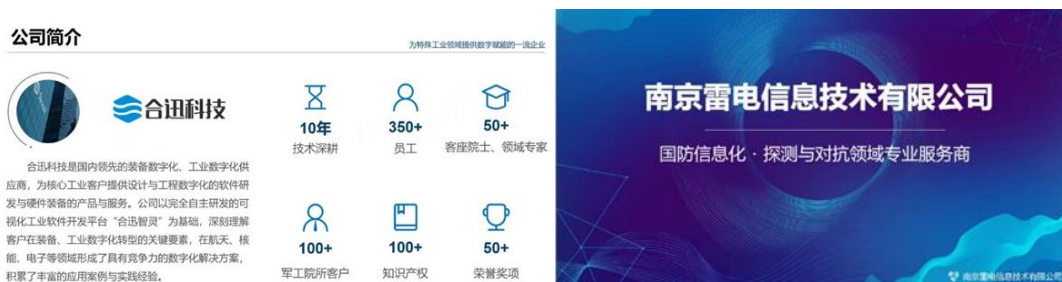 公司简介
为特殊工业领域提供数字赋能的一流企业
合迅科技
合迅科技是国内领先的装备数字化、工业数字化供
应商，为核心工业客户提供设计与工程数字化的软件研
发与硬件装备的产品与服务。公司以完全自主研发的可
视化工业软件开发平台“合迅智灵”为基础，深刻理解
客户在装备、工业数字化转型的关键要素，在航天、核
能、电子等领域形成了具有竞争力的数字化解决方案，
积累了丰富的应用案例与实践经验。
10年
技术深耕
350+
员工
50+
客座院士、领域专家
100+
军工院所客户
100+
知识产权
50+
荣誉奖项
南京雷电信息技术有限公司
国防信息化·探测与对抗领域专业服务商
南京雷电信息技术有限公司